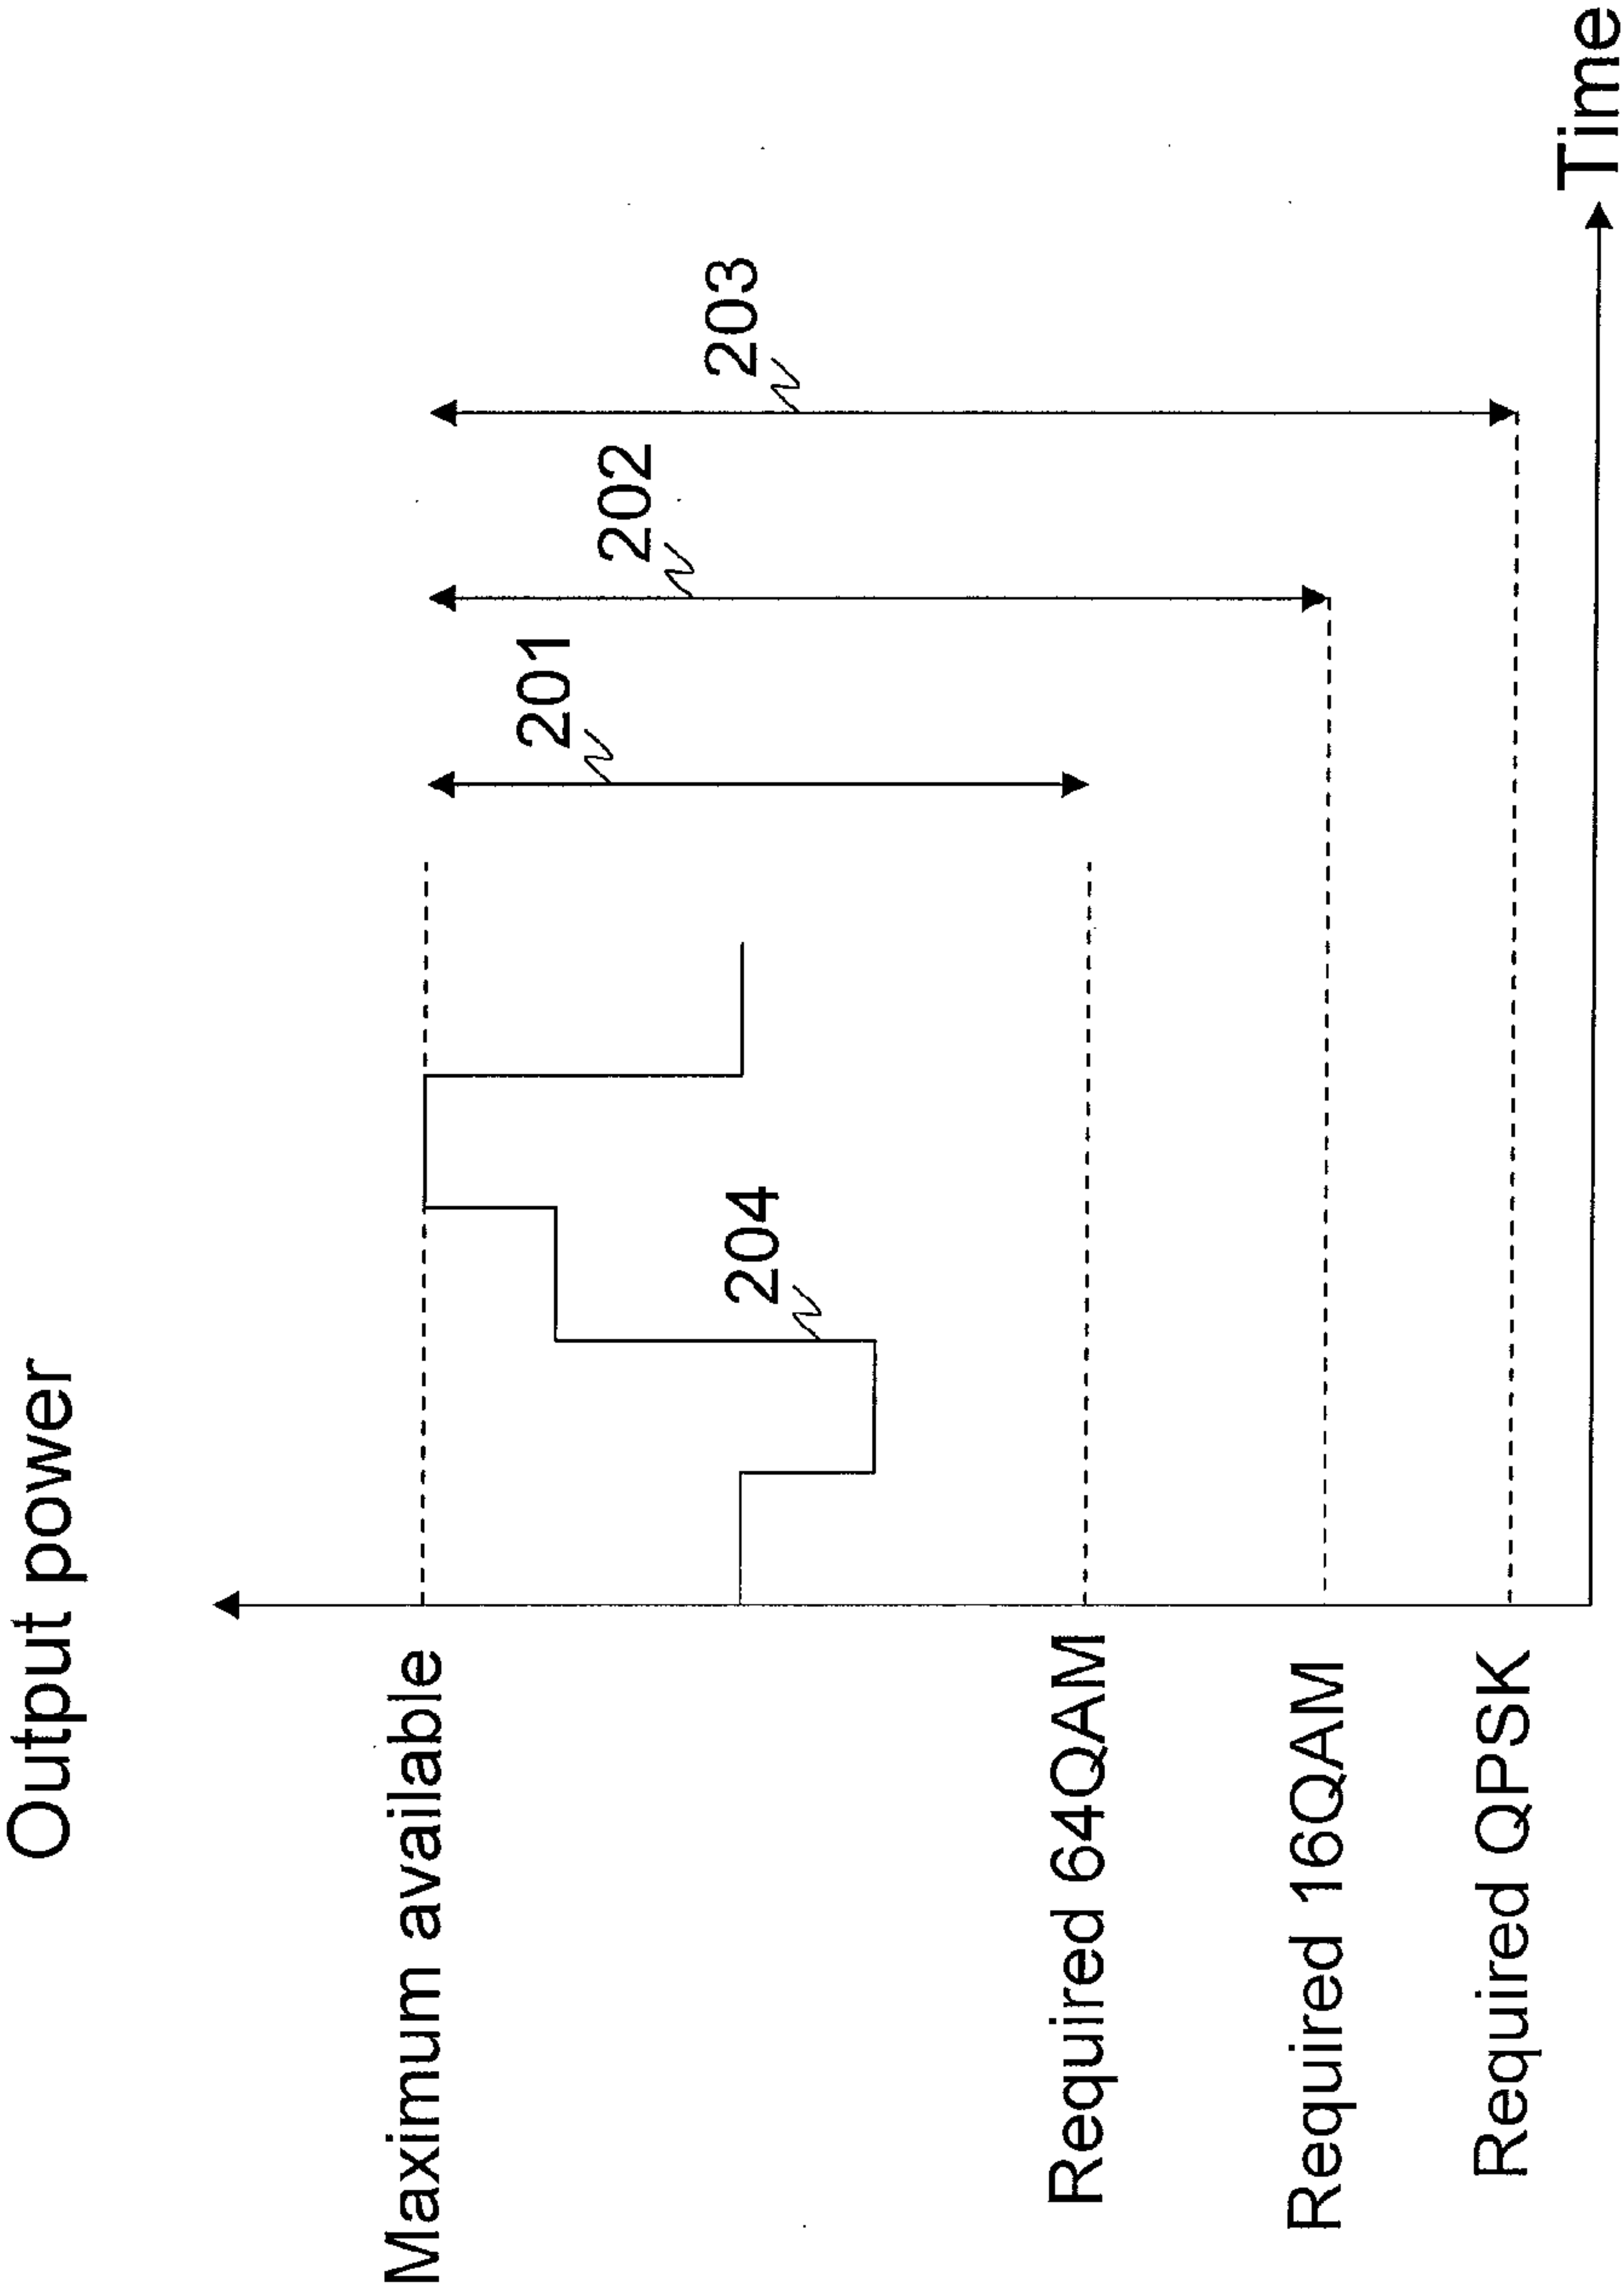 Output power
Maximum available
Required 64QAM
Required 16QAM
Required QPSK
204
201
202
203
Time